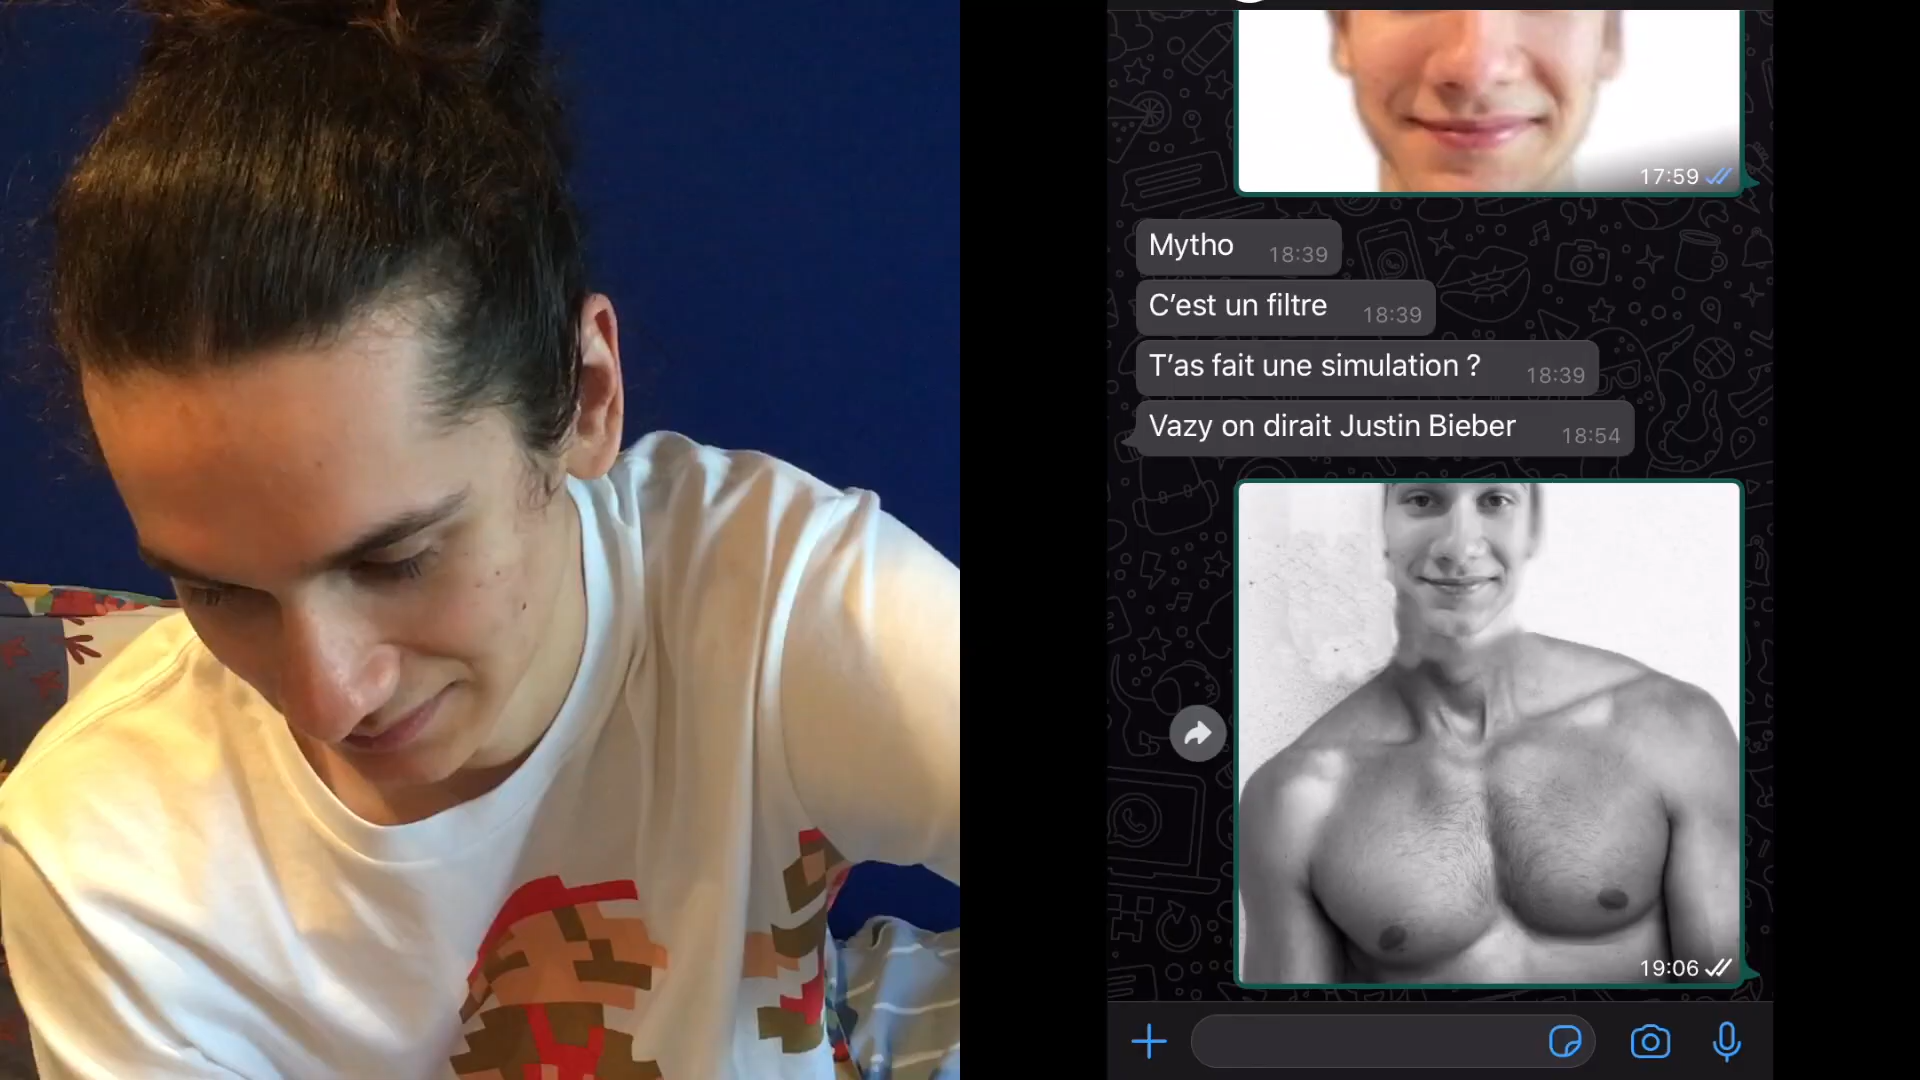 17:59
Mytho 18:39
C'est un filtre 18:39
T'as fait une simulation ? 18:39
Vazy on dirait Justin Bieber 18:54
19:06